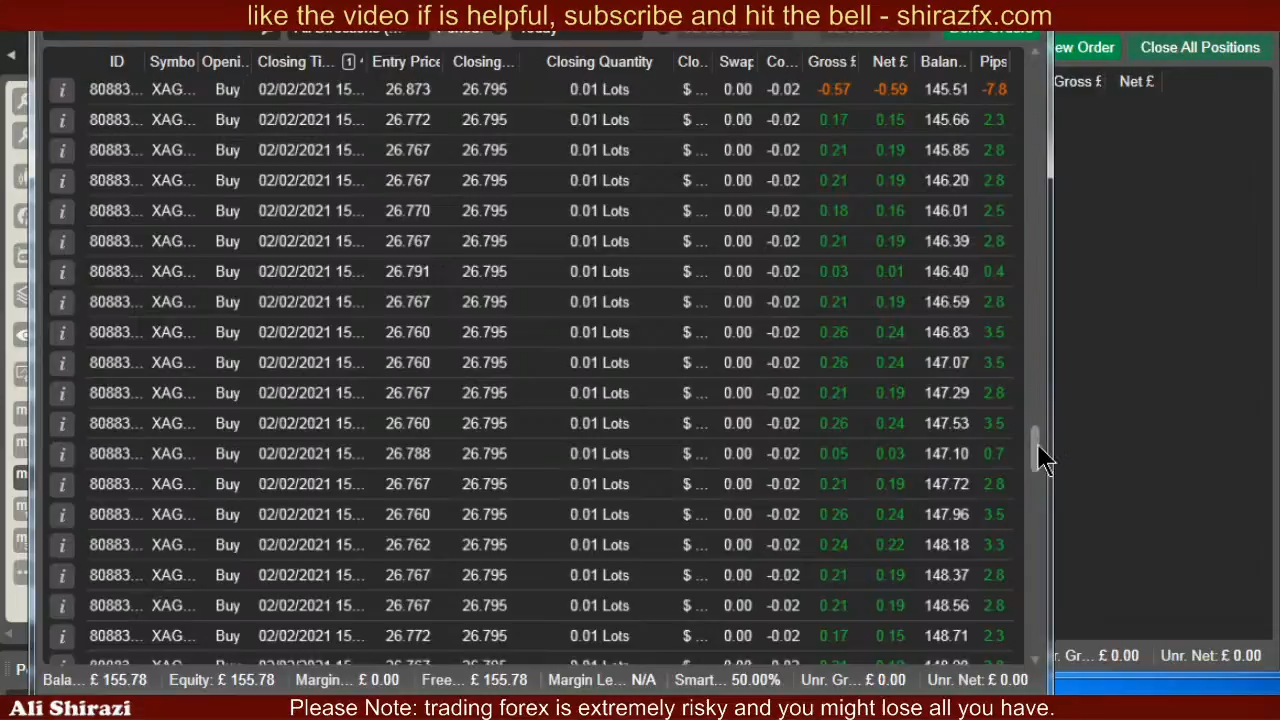 like the video if is helpful, subscribe and hit the bell - shirazfx.com
ew Order Close All Positions
ID Symbo Openi... Closing Ti... 1 Entry Price Closing... Closing Quantity Clo.. Swap Co... Gross £ Net £ Balan.. Pips
Gross £ Net £
i 80883... XAG... Buy 02/02/2021 15... 26.873 26.795 0.01 Lots $ ... 0.00 -0.02 -0.57 -0.59 145.51 -7.8
i 80883... XAG... Buy 02/02/2021 15... 26.772 26.795 0.01 Lots $ ... 0.00 -0.02 0.17 0.15 145.66 2.3
i 80883... XAG... Buy 02/02/2021 15... 26.767 26.795 0.01 Lots $ ... 0.00 -0.02 0.21 0.19 145.85 2.8
i 80883... XAG... Buy 02/02/2021 15... 26.767 26.795 0.01 Lots $ ... 0.00 -0.02 0.21 0.19 146.20 2.8
i 80883... XAG... Buy 02/02/2021 15... 26.770 26.795 0.01 Lots $ ... 0.00 -0.02 0.18 0.16 146.01 2.5
i 80883... XAG... Buy 02/02/2021 15... 26.767 26.795 0.01 Lots $ ... 0.00 -0.02 0.21 0.19 146.39 2.8
i 80883... XAG... Buy 02/02/2021 15... 26.791 26.795 0.01 Lots $ ... 0.00 -0.02 0.03 0.01 146.40 0.4
i 80883... XAG... Buy 02/02/2021 15... 26.767 26.795 0.01 Lots $ ... 0.00 -0.02 0.21 0.19 146.59 2.8
i 80883... XAG... Buy 02/02/2021 15... 26.760 26.795 0.01 Lots $ ... 0.00 -0.02 0.26 0.24 146.83 3.5
i 80883... XAG... Buy 02/02/2021 15... 26.760 26.795 0.01 Lots $ ... 0.00 -0.02 0.26 0.24 147.07 3.5
i 80883... XAG... Buy 02/02/2021 15... 26.767 26.795 0.01 Lots $ ... 0.00 -0.02 0.21 0.19 147.29 2.8
i 80883... XAG... Buy 02/02/2021 15... 26.760 26.795 0.01 Lots $ ... 0.00 -0.02 0.26 0.24 147.53 3.5
i 80883... XAG... Buy 02/02/2021 15... 26.788 26.795 0.01 Lots $ ... 0.00 -0.02 0.05 0.03 147.10 0.7
i 80883... XAG... Buy 02/02/2021 15... 26.767 26.795 0.01 Lots $ ... 0.00 -0.02 0.21 0.19 147.72 2.8
i 80883... XAG... Buy 02/02/2021 15... 26.760 26.795 0.01 Lots $ ... 0.00 -0.02 0.26 0.24 147.96 3.5
i 80883... XAG... Buy 02/02/2021 15... 26.762 26.795 0.01 Lots $ ... 0.00 -0.02 0.24 0.22 148.18 3.3
i 80883... XAG... Buy 02/02/2021 15... 26.767 26.795 0.01 Lots $ ... 0.00 -0.02 0.21 0.19 148.37 2.8
i 80883... XAG... Buy 02/02/2021 15... 26.767 26.795 0.01 Lots $ ... 0.00 -0.02 0.21 0.19 148.56 2.8
i 80883... XAG... Buy 02/02/2021 15... 26.772 26.795 0.01 Lots $ ... 0.00 -0.02 0.17 0.15 148.71 2.3
r. Gr... £ 0.00 Unr. Net: £ 0.00
Bala... £ 155.78 Equity: £ 155.78 Margin... £ 0.00 Free... £ 155.78 Margin Le... N/A Smart... 50.00% Unr. Gr... £ 0.00 Unr. Net: £ 0.00
Ali Shirazi
Please Note: trading forex is extremely risky and you might lose all you have.